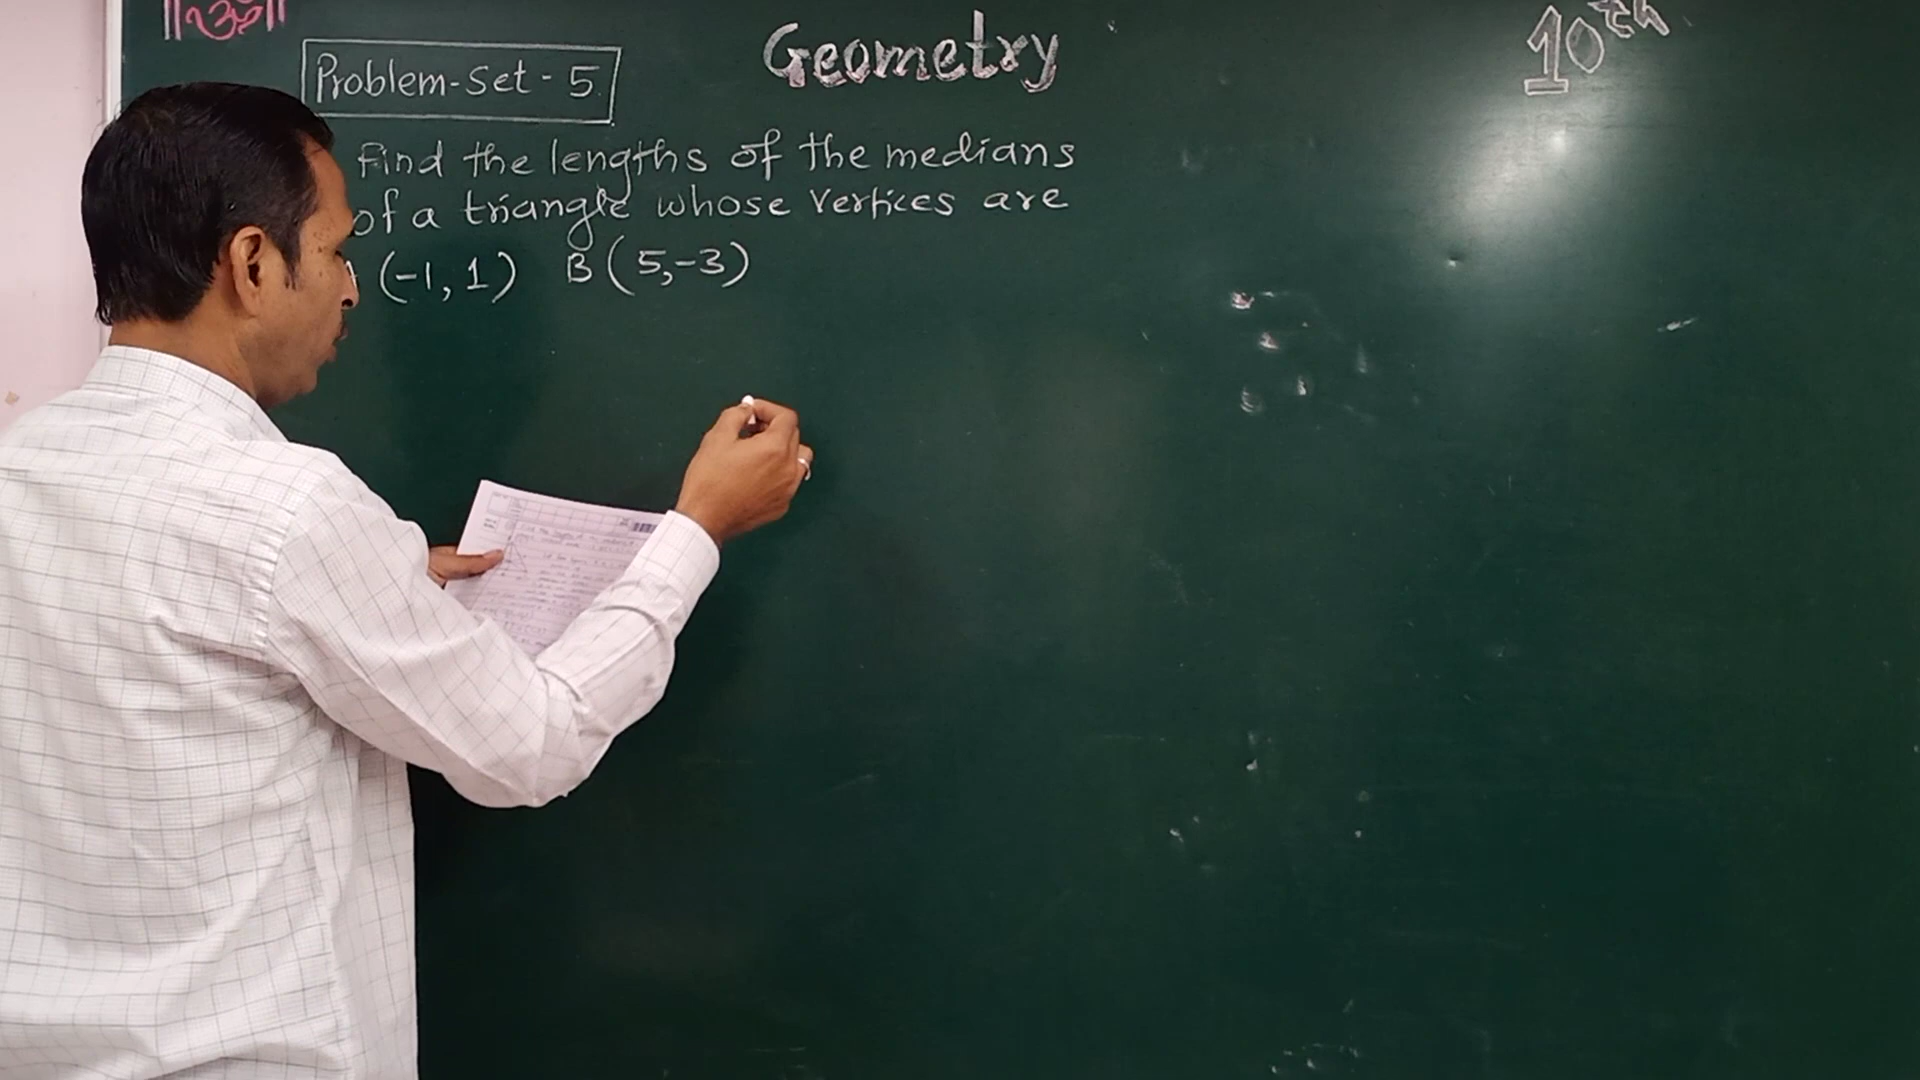 ॥ॐ॥
Geometry
10th
Problem-Set-5.
Find the lengths of the medians
of a triangle whose vertices are
(-1, 1) B (5,-3)